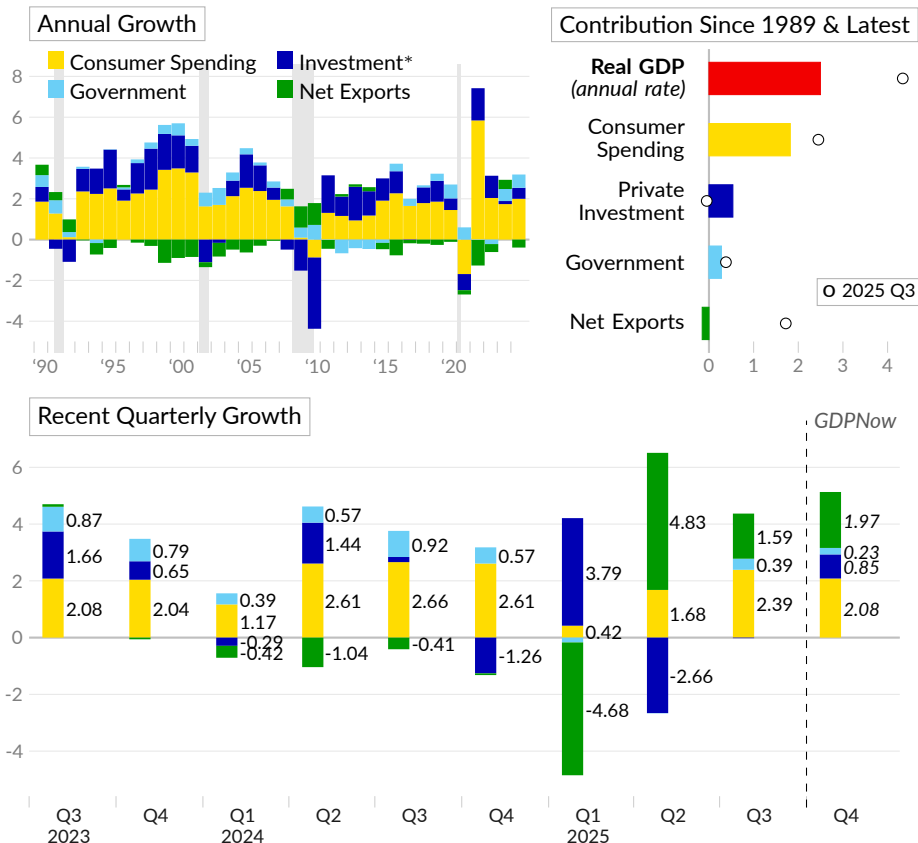 Annual Growth
Consumer Spending
Investment*
Government
Net Exports
8
6
4
2
0
-2
-4
‘90
‘95
‘00
‘05
‘10
‘15
‘20
Contribution Since 1989 & Latest
Real GDP
(annual rate)
Consumer
Spending
Private
Investment
Government
Net Exports
o 2025 Q3
0
1
2
3
4
Recent Quarterly Growth
GDPNow
6
4
2
0
-2
-4
0.87
1.66
2.08
0.79
0.65
2.04
0.39
1.17
-0.29
-0.42
0.57
1.44
2.61
-1.04
0.92
2.66
-0.41
0.57
2.61
-1.26
3.79
0.42
-4.68
4.83
1.68
-2.66
1.59
0.39
2.39
1.97
0.23
0.85
2.08
Q3
2023
Q4
Q1
2024
Q2
Q3
Q4
Q1
2025
Q2
Q3
Q4